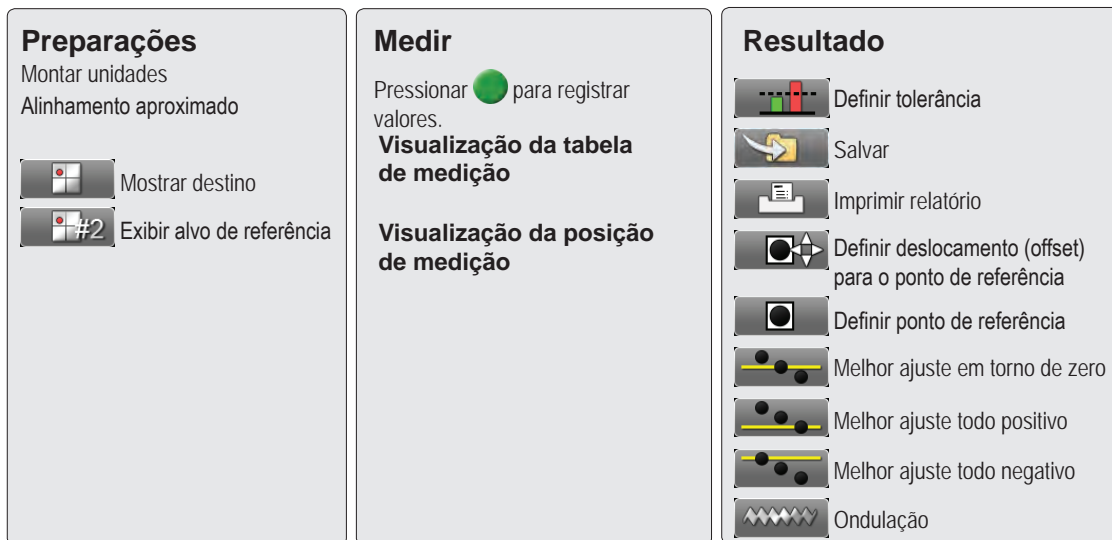 Preparações
Montar unidades
Alinhamento aproximado
Mostrar destino
#2 Exibir alvo de referência
Medir
Pressionar para registrar
valores.
Visualização da tabela
de medição
Visualização da posição
de medição
Resultado
Definir tolerância
Salvar
Imprimir relatório
Definir deslocamento (offset)
para o ponto de referência
Definir ponto de referência
Melhor ajuste em torno de zero
Melhor ajuste todo positivo
Melhor ajuste todo negativo
Ondulação